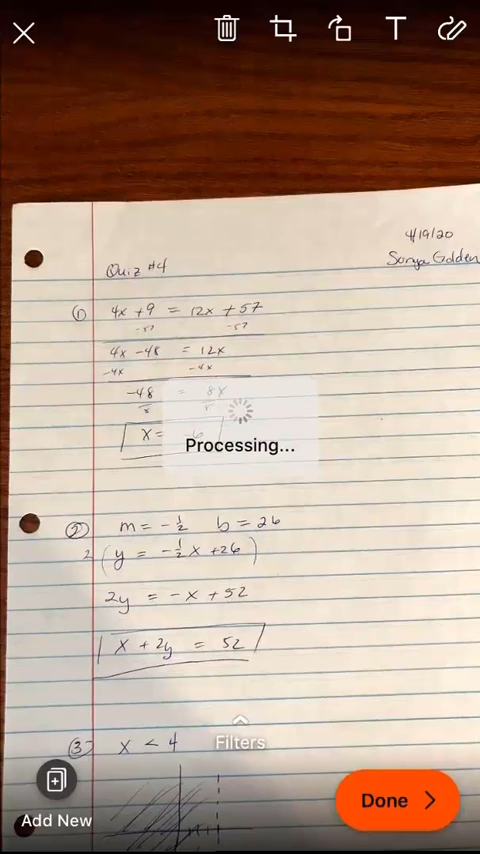 T
4/19/20
Sonya Golden
Quiz #4
① 4x + 9 = 12x + 57
-57 -57
4x - 48 = 12x
-4x -4x
-48 = 8x
8 8
x = -6
Processing...
② m = -1/2 b = 26
2 ( y = -1/2 x + 26 )
2y = -x + 52
x + 2y = 52
Filters
③ x < 4
Add New
Done